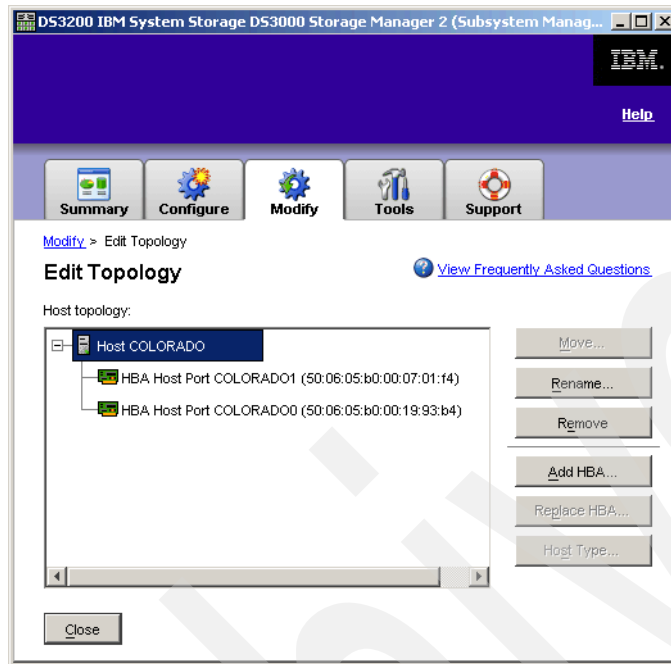 DS3200 IBM System Storage DS3000 Storage Manager 2 (Subsystem Manag...
IBM.
Help
Summary
Configure
Modify
Tools
Support
Modify > Edit Topology
Edit Topology
View Frequently Asked Questions
Host topology:
Host COLORADO
Move...
HBA Host Port COLORADO1 (50:06:05:b0:00:07:01:f4)
Rename...
HBA Host Port COLORADO0 (50:06:05:b0:00:19:93:b4)
Remove
Add HBA...
Replace HBA...
Host Type...
Close